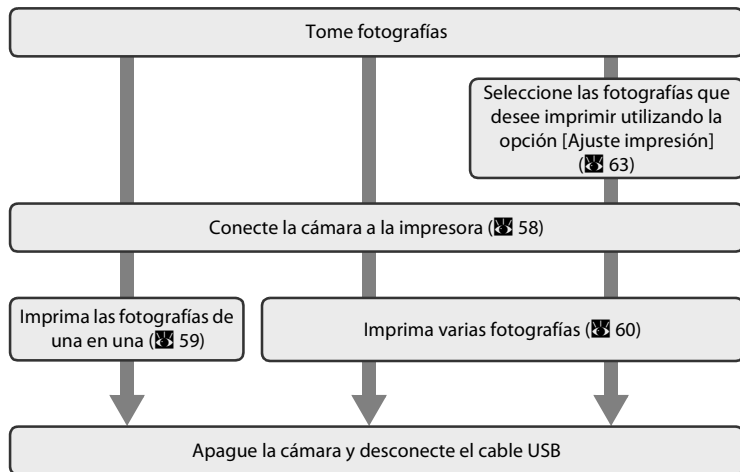 Tome fotografías
Seleccione las fotografías que
desee imprimir utilizando la
opción [Ajuste impresión]
( 63)
Conecte la cámara a la impresora ( 58)
Imprima las fotografías de
una en una ( 59)
Imprima varias fotografías ( 60)
Apague la cámara y desconecte el cable USB